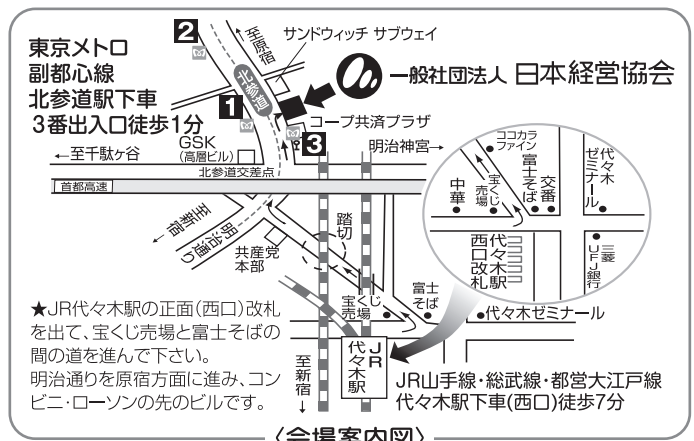 東京メトロ
副都心線
北参道駅下車
3番出入口徒歩1分
2
至原宿
サンドウィッチ サブウェイ
北参道
一般社団法人 日本経営協会
1
3
コープ共済プラザ
GSK
(高層ビル)
←至千駄ヶ谷
明治神宮→
北参道交差点
首都高速
至新宿
明治通り
共産党
本部
踏切
ココカラ
ファイン
富士そば
交番
代々木
ゼミナール
中華
宝くじ
売場
代々木駅
西口改札
三菱
UFJ銀行
宝くじ
売場
富士
そば
代々木ゼミナール
★JR代々木駅の正面(西口)改札
を出て、宝くじ売場と富士そばの
間の道を進んで下さい。
明治通りを原宿方面に進み、コン
ビニ・ローソンの先のビルです。
至新宿
JR
代々木駅
JR山手線・総武線・都営大江戸線
代々木駅下車(西口)徒歩7分
〈会場案内図〉